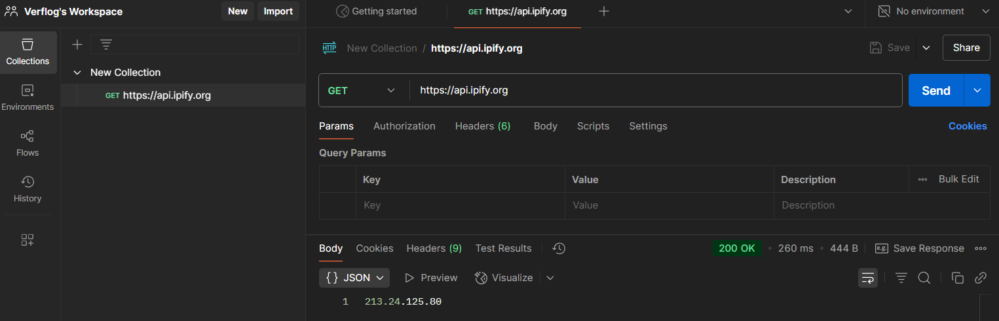 Verflog's Workspace New Import Getting started GET https://api.ipify.org No environment
Collections
Environments
Flows
History
New Collection
GET https://api.ipify.org
HTTP New Collection / https://api.ipify.org Save Share
GET https://api.ipify.org Send
Params Authorization Headers (6) Body Scripts Settings Cookies
Query Params
Key Value Description Bulk Edit
Key Value Description
Body Cookies Headers (9) Test Results 200 OK 260 ms 444 B e.g. Save Response
{} JSON Preview Visualize
1 213.24.125.80